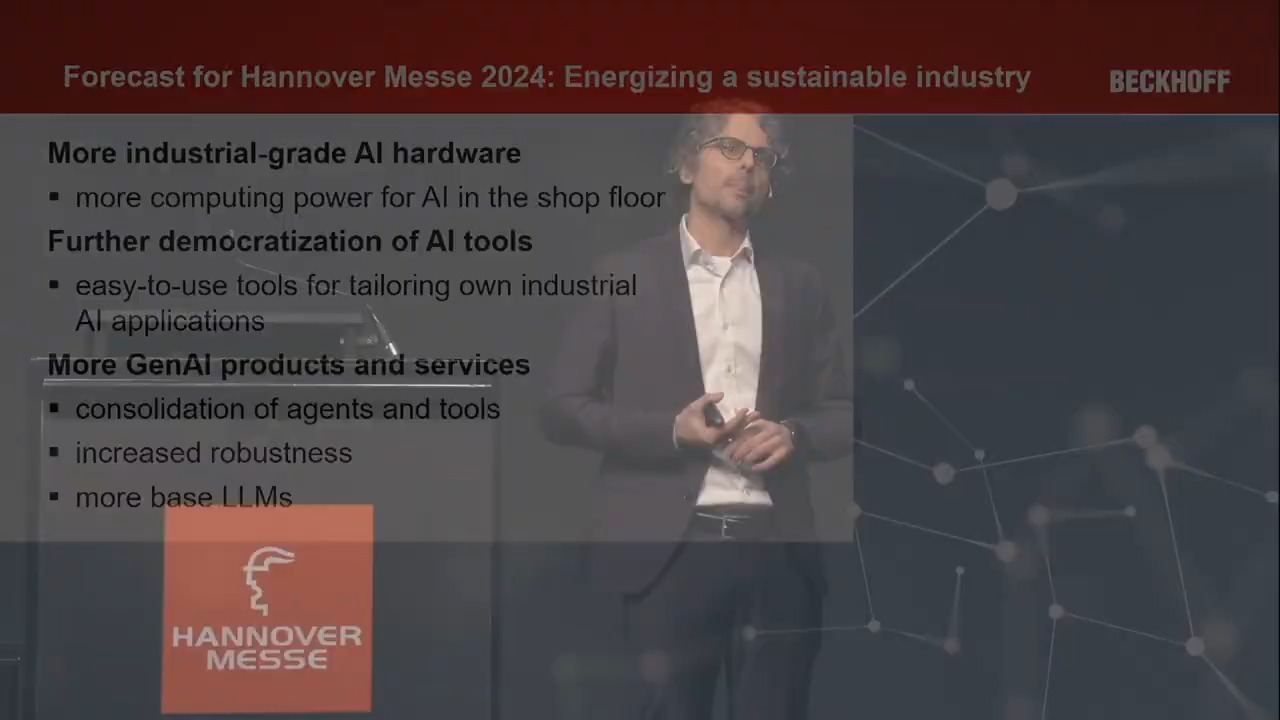 Forecast for Hannover Messe 2024: Energizing a sustainable industry
BECKHOFF
More industrial-grade AI hardware
▪ more computing power for AI in the shop floor
Further democratization of AI tools
▪ easy-to-use tools for tailoring own industrial
AI applications
More GenAI products and services
▪ consolidation of agents and tools
▪ increased robustness
▪ more base LLMs
HANNOVER
MESSE